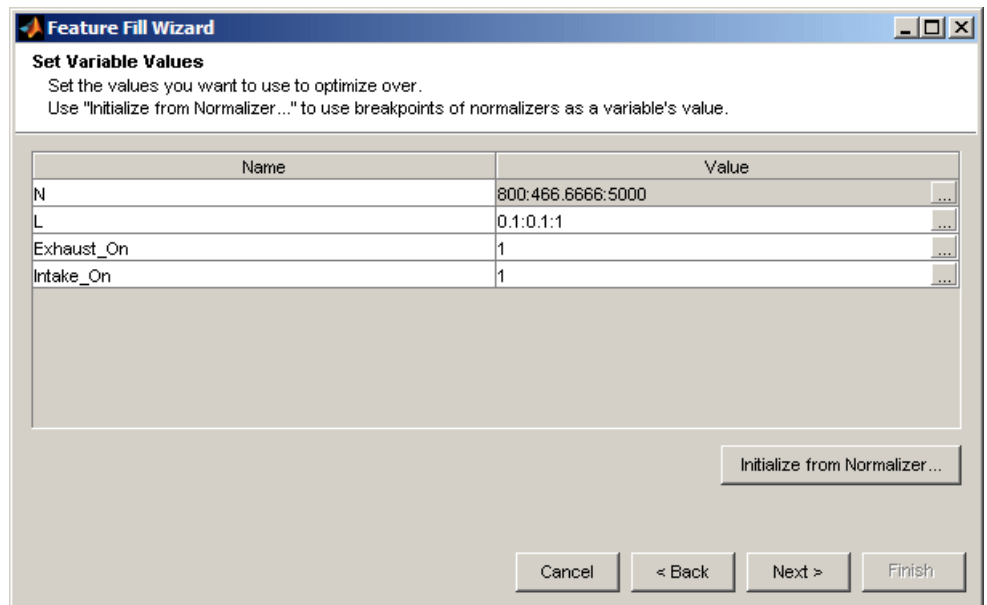 Feature Fill Wizard
Set Variable Values
Set the values you want to use to optimize over.
Use "Initialize from Normalizer..." to use breakpoints of normalizers as a variable's value.
Name Value
N 800:466.6666:5000 ...
L 0.1:0.1:1 ...
Exhaust_On 1 ...
Intake_On 1 ...
Initialize from Normalizer...
Cancel < Back Next > Finish